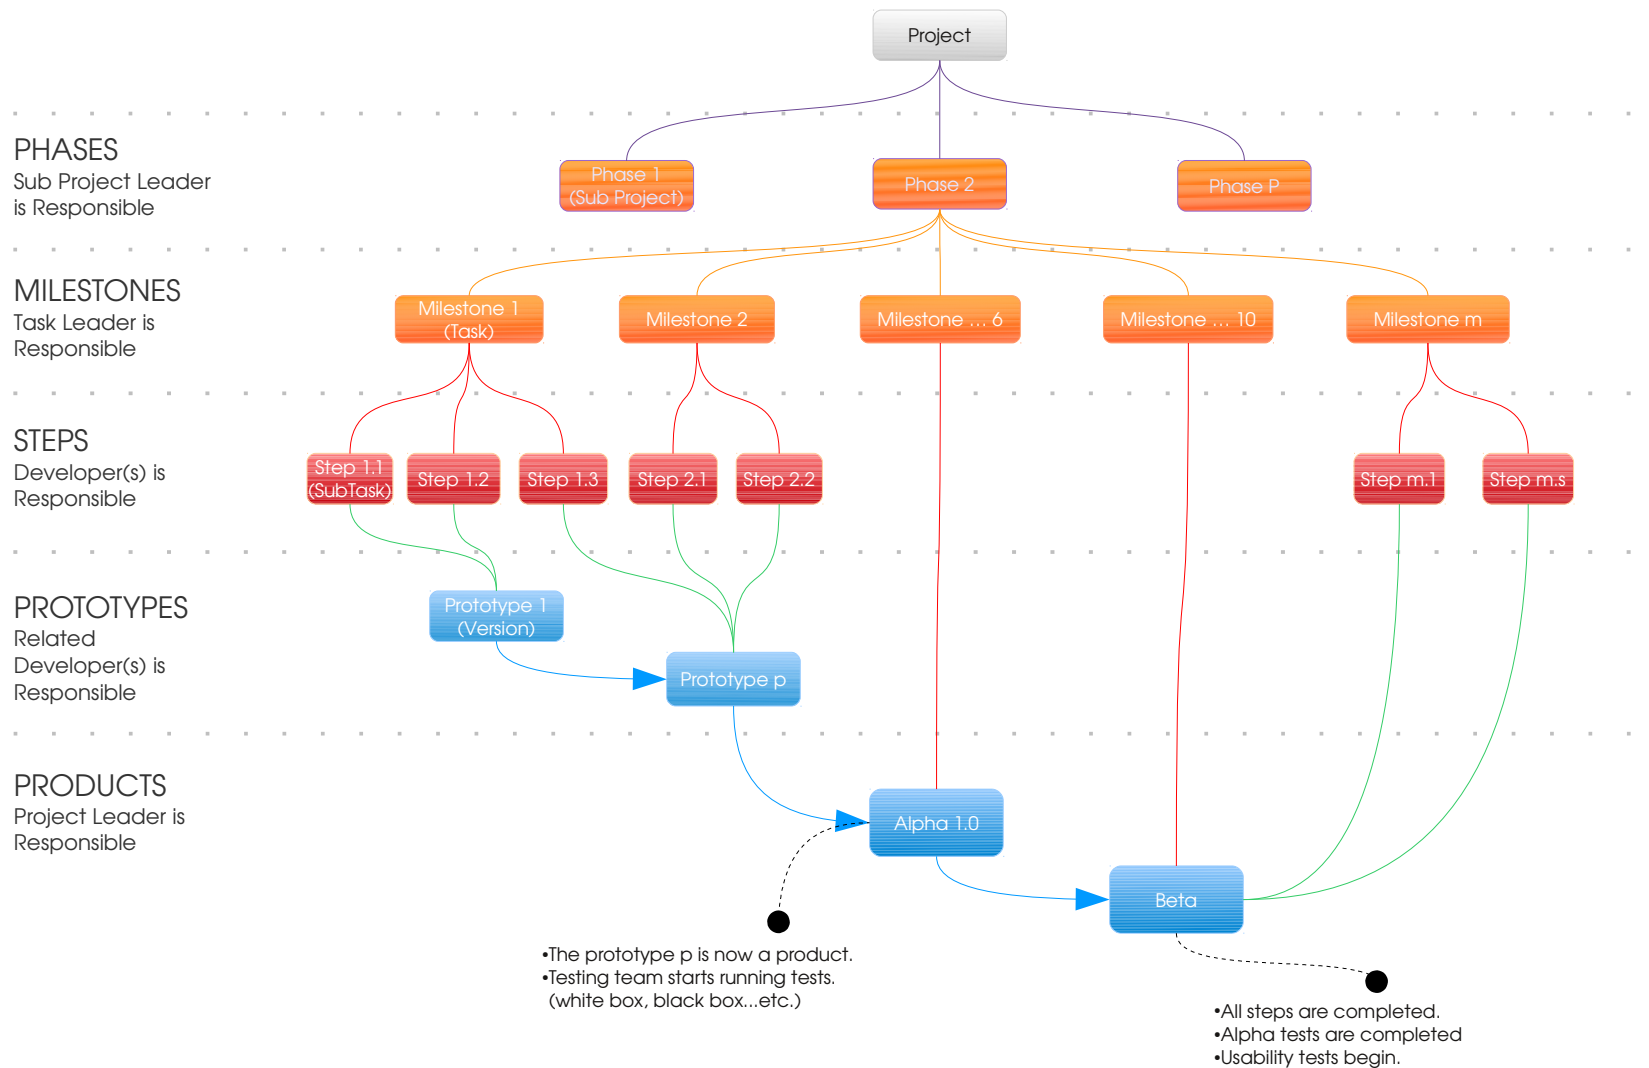 Project
PHASES
Sub Project Leader
is Responsible
Phase 1
(Sub Project)
Phase 2
Phase P
MILESTONES
Task Leader is
Responsible
Milestone 1
(Task)
Milestone 2
Milestone ... 6
Milestone ... 10
Milestone m
STEPS
Developer(s) is
Responsible
Step 1.1
(SubTask)
Step 1.2
Step 1.3
Step 2.1
Step 2.2
Step m.1
Step m.s
PROTOTYPES
Related
Developer(s) is
Responsible
Prototype 1
(Version)
Prototype p
PRODUCTS
Project Leader is
Responsible
Alpha 1.0
Beta
•The prototype p is now a product.
•Testing team starts running tests.
(white box, black box...etc.)
•All steps are completed.
•Alpha tests are completed
•Usability tests begin.